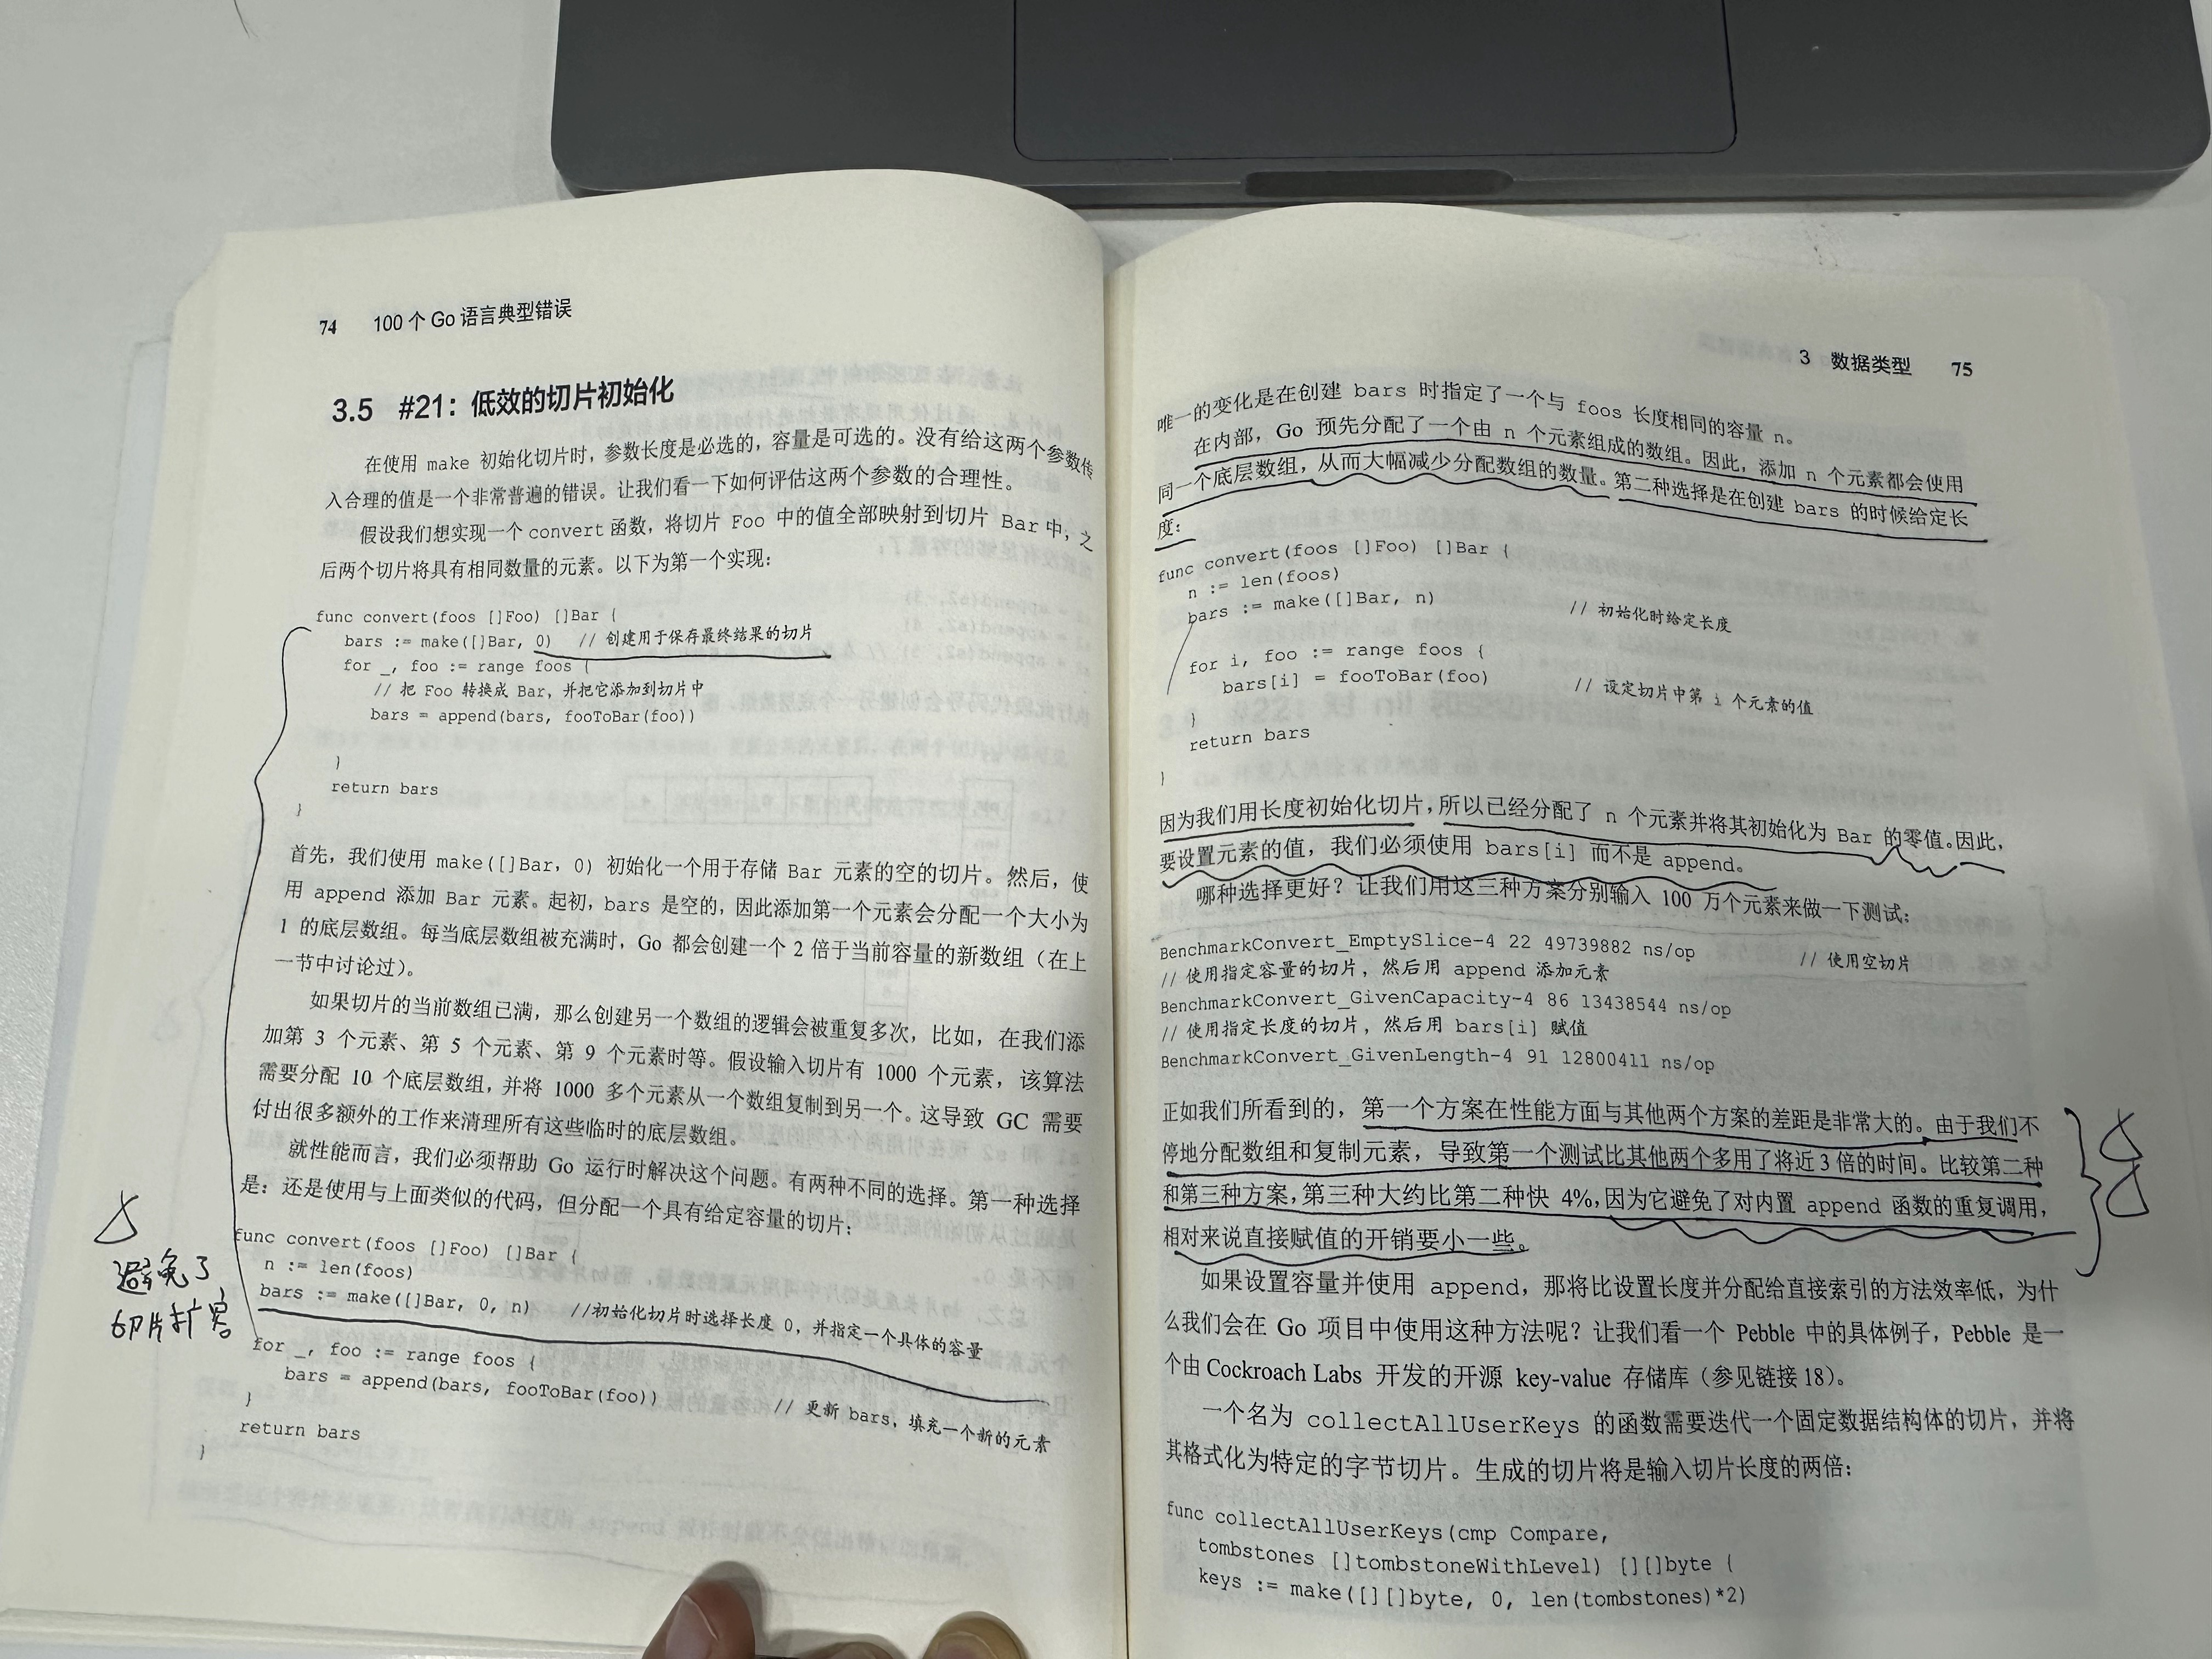 74 100个Go语言典型错误
3.5 #21：低效的切片初始化
在使用 make 初始化切片时，参数长度是必选的，容量是可选的。没有给这两个参数传
入合理的值是一个非常普遍的错误。让我们看一下如何评估这两个参数的合理性。
假设我们想实现一个 convert 函数，将切片 Foo 中的值全部映射到切片 Bar 中，之
后两个切片将具有相同数量的元素。以下为第一个实现：
func convert(foos []Foo) []Bar {
bars := make([]Bar, 0) // 创建用于保存最终结果的切片
for _, foo := range foos {
// 把 Foo 转换成 Bar，并把它添加到切片中
bars = append(bars, fooToBar(foo))
}
return bars
}
首先，我们使用 make([]Bar, 0) 初始化一个用于存储 Bar 元素的空的切片。然后，使
用 append 添加 Bar 元素。起初，bars 是空的，因此添加第一个元素会分配一个大小为
1 的底层数组。每当底层数组被充满时，Go 都会创建一个 2 倍于当前容量的新数组（在上
一节中讨论过）。
如果切片的当前数组已满，那么创建另一个数组的逻辑会被重复多次，比如，在我们添
加第 3 个元素、第 5 个元素、第 9 个元素时等。假设输入切片有 1000 个元素，该算法
需要分配 10 个底层数组，并将 1000 多个元素从一个数组复制到另一个。这导致 GC 需要
付出很多额外的工作来清理所有这些临时的底层数组。
就性能而言，我们必须帮助 Go 运行时解决这个问题。有两种不同的选择。第一种选择
是：还是使用与上面类似的代码，但分配一个具有给定容量的切片：
func convert(foos []Foo) []Bar {
n := len(foos)
bars := make([]Bar, 0, n) //初始化切片时选择长度 0，并指定一个具体的容量
for _, foo := range foos {
bars = append(bars, fooToBar(foo)) // 更新 bars，填充一个新的元素
}
return bars
}
避免了
切片扩容
3 数据类型 75
唯一的变化是在创建 bars 时指定了一个与 foos 长度相同的容量 n。
在内部，Go 预先分配了一个由 n 个元素组成的数组。因此，添加 n 个元素都会使用
同一个底层数组，从而大幅减少分配数组的数量。第二种选择是在创建 bars 的时候给定长
度：
func convert(foos []Foo) []Bar {
n := len(foos)
bars := make([]Bar, n) // 初始化时给定长度
for i, foo := range foos {
bars[i] = fooToBar(foo) // 设定切片中第 i 个元素的值
}
return bars
}
因为我们用长度初始化切片，所以已经分配了 n 个元素并将其初始化为 Bar 的零值。因此，
要设置元素的值，我们必须使用 bars[i] 而不是 append。
哪种选择更好？让我们用这三种方案分别输入 100 万个元素来做一下测试：
BenchmarkConvert_EmptySlice-4 22 49739882 ns/op // 使用空切片
// 使用指定容量的切片，然后用 append 添加元素
BenchmarkConvert_GivenCapacity-4 86 13438544 ns/op
// 使用指定长度的切片，然后用 bars[i] 赋值
BenchmarkConvert_GivenLength-4 91 12800411 ns/op
正如我们所看到的，第一个方案在性能方面与其他两个方案的差距是非常大的。由于我们不
停地分配数组和复制元素，导致第一个测试比其他两个多用了将近 3 倍的时间。比较第二种
和第三种方案，第三种大约比第二种快 4%，因为它避免了对内置 append 函数的重复调用，
相对来说直接赋值的开销要小一些。
如果设置容量并使用 append，那将比设置长度并分配给直接索引的方法效率低，为什
么我们会在 Go 项目中使用这种方法呢？让我们看一个 Pebble 中的具体例子，Pebble 是一
个由 Cockroach Labs 开发的开源 key-value 存储库（参见链接 18）。
一个名为 collectAllUserKeys 的函数需要迭代一个固定数据结构体的切片，并将
其格式化为特定的字节切片。生成的切片将是输入切片长度的两倍：
func collectAllUserKeys(cmp Compare,
tombstones []tombstoneWithLevel) [][]byte {
keys := make([][]byte, 0, len(tombstones)*2)